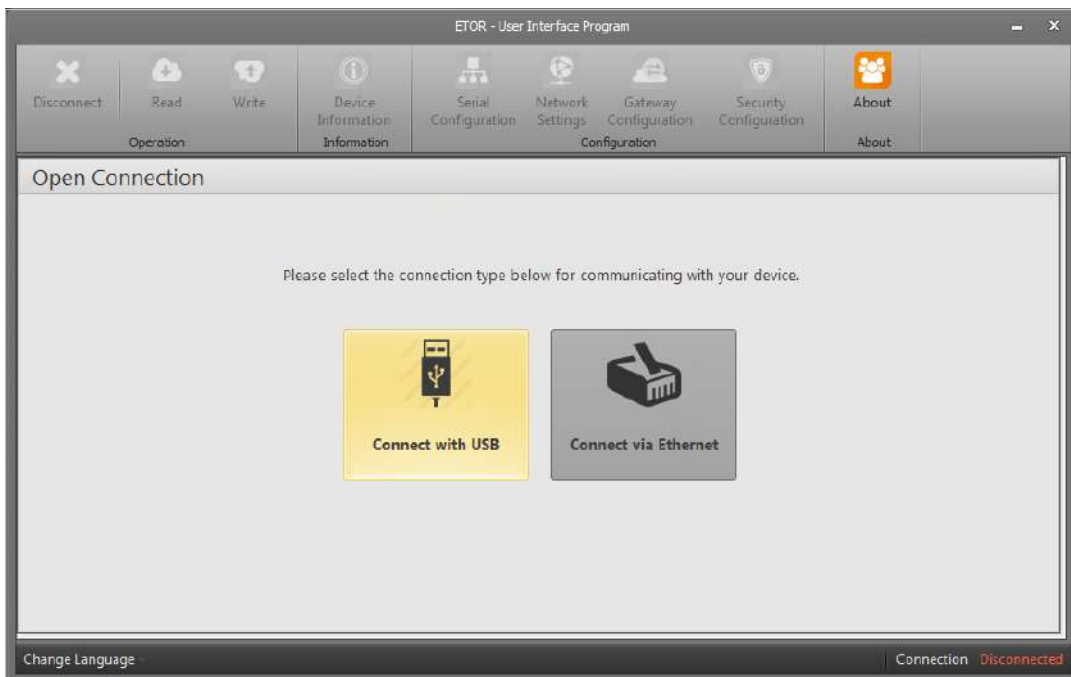 ETOR - User Interface Program
Disconnect
Read
Write
Operation
Device
Information
Information
Serial
Configuration
Network
Settings
Gateway
Configuration
Security
Configuration
Configuration
About
About
Open Connection
Please select the connection type below for communicating with your device.
Connect with USB
Connect via Ethernet
Change Language
Connection Disconnected